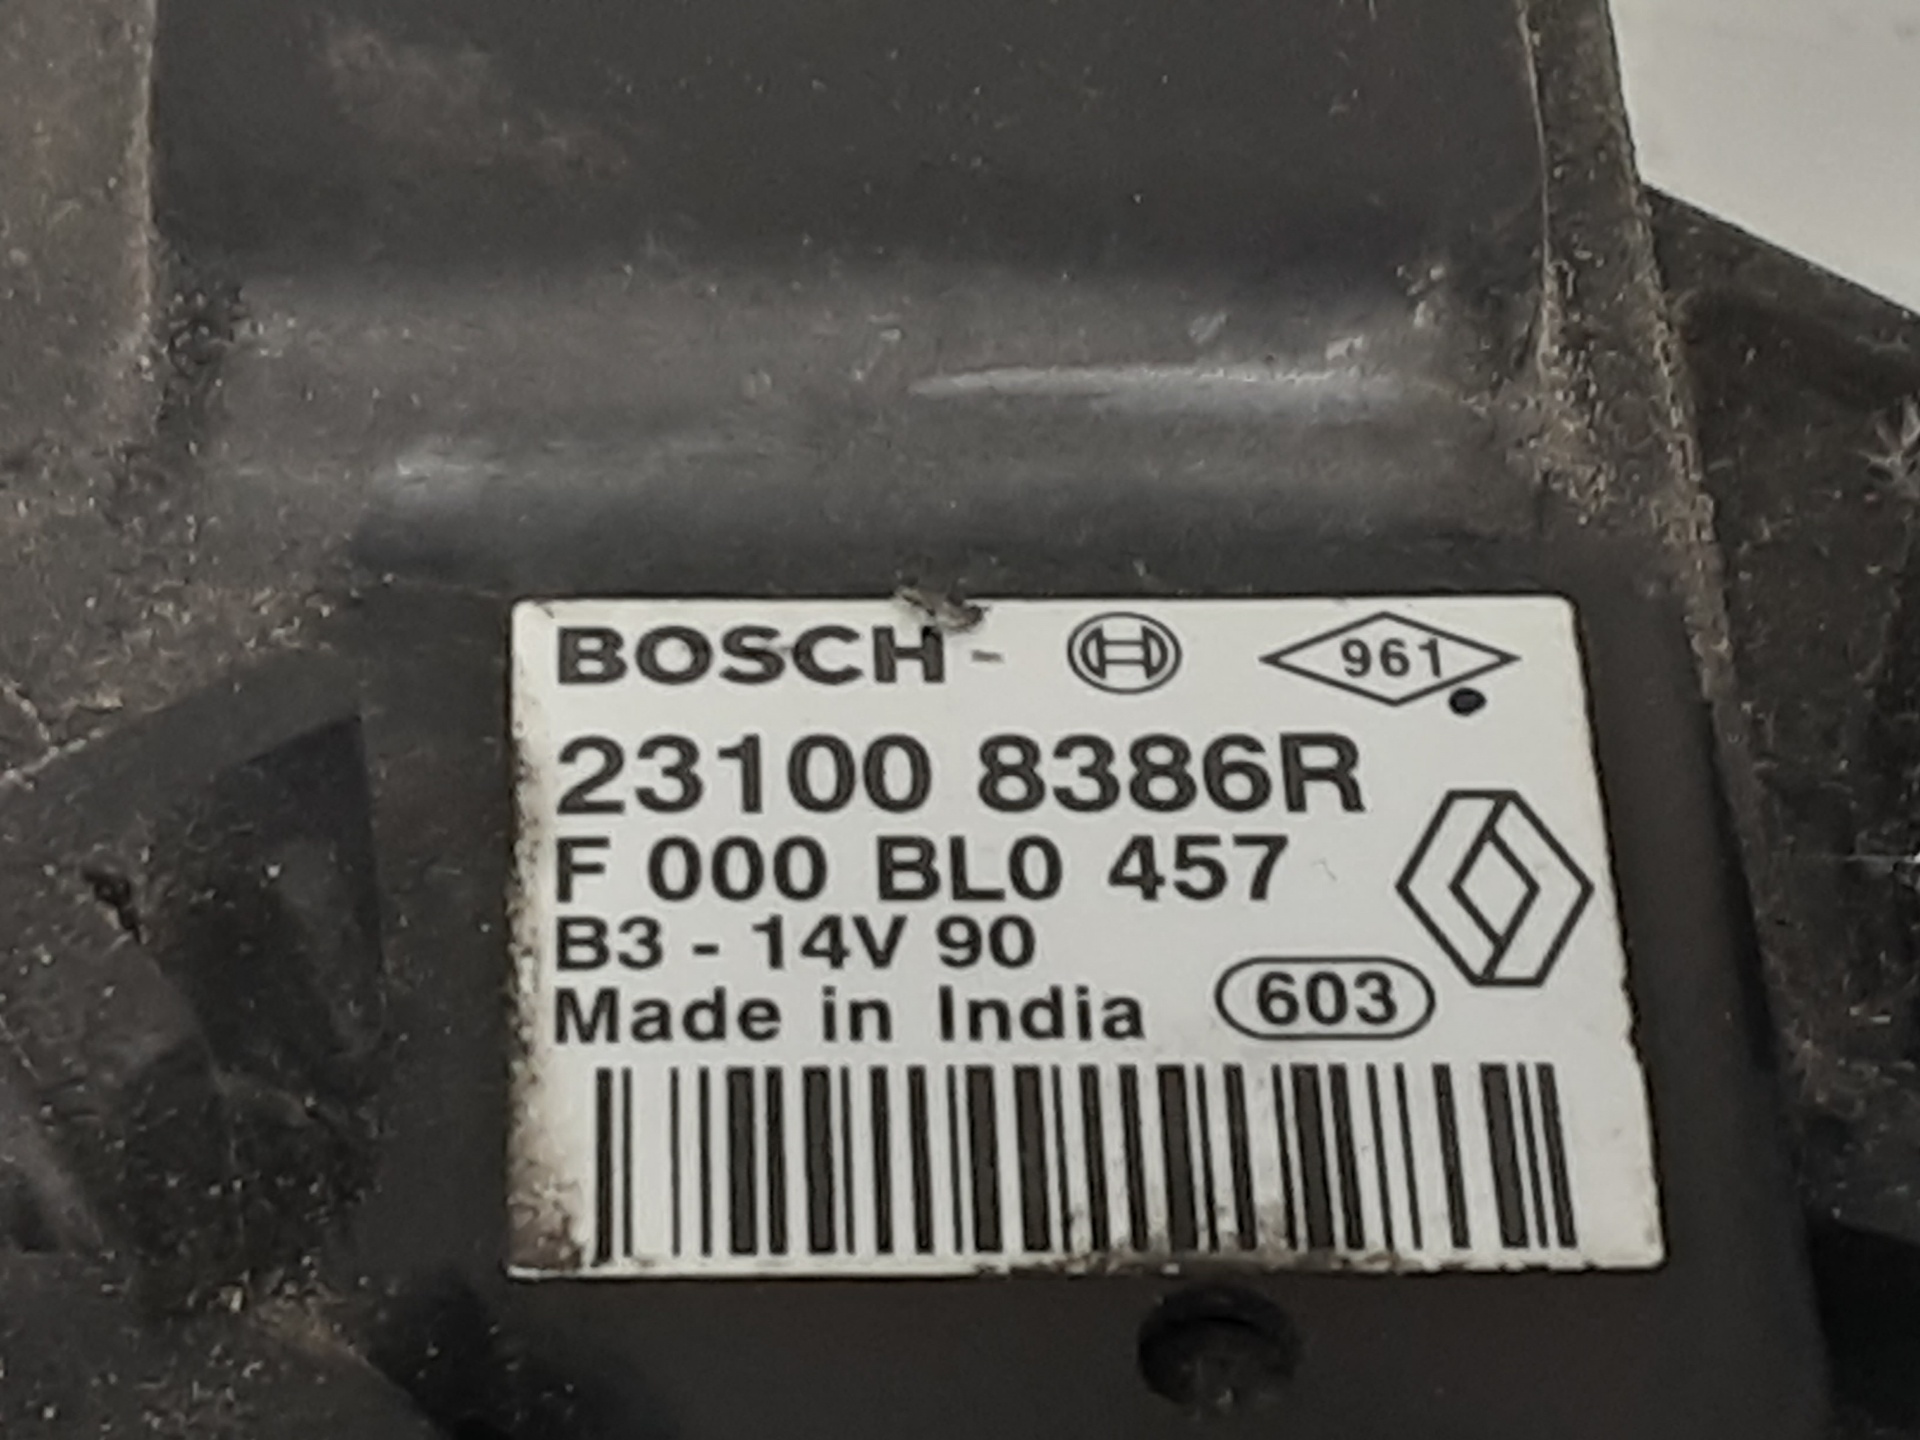 BOSCH- 961
23100 8386R
F 000 BL0 457
B3 - 14V 90
Made in India 603